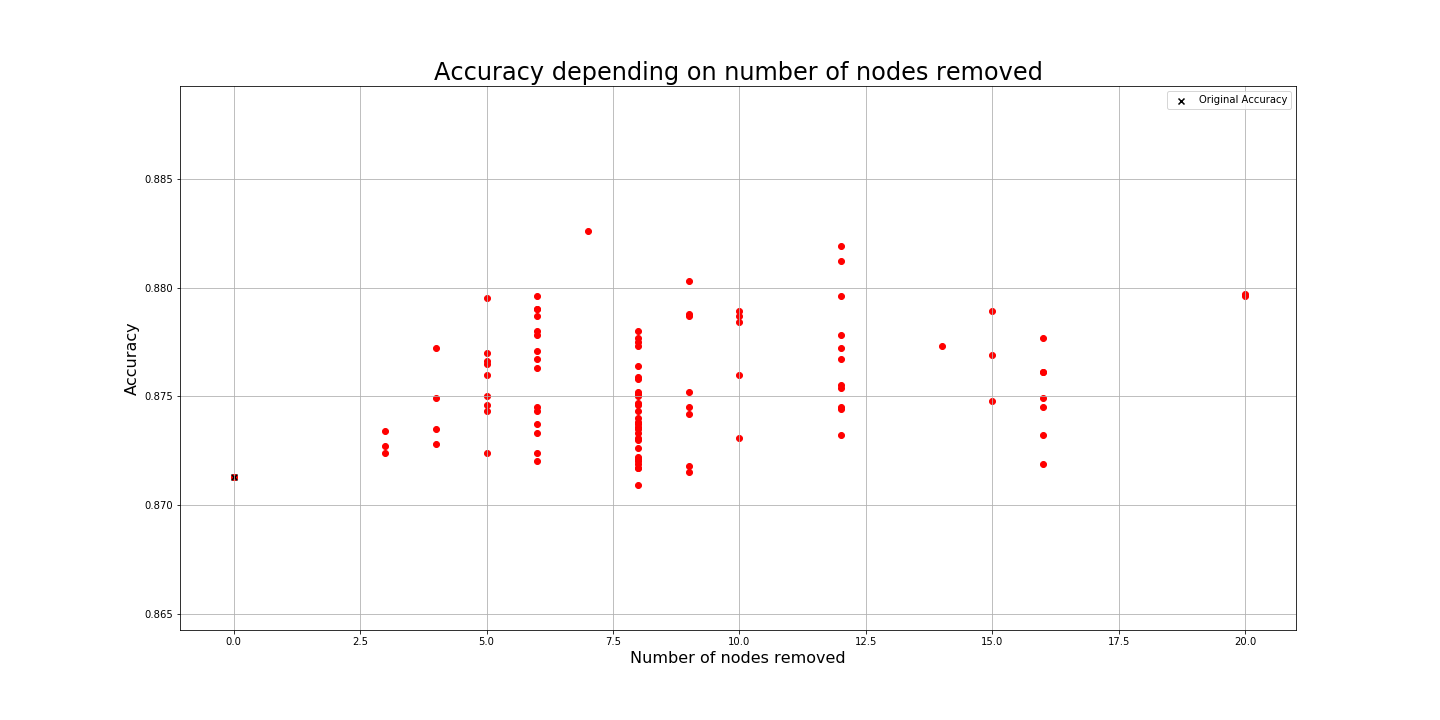 Accuracy depending on number of nodes removed
Original Accuracy
Accuracy
0.885
0.880
0.875
0.870
0.865
0.0 2.5 5.0 7.5 10.0 12.5 15.0 17.5 20.0
Number of nodes removed